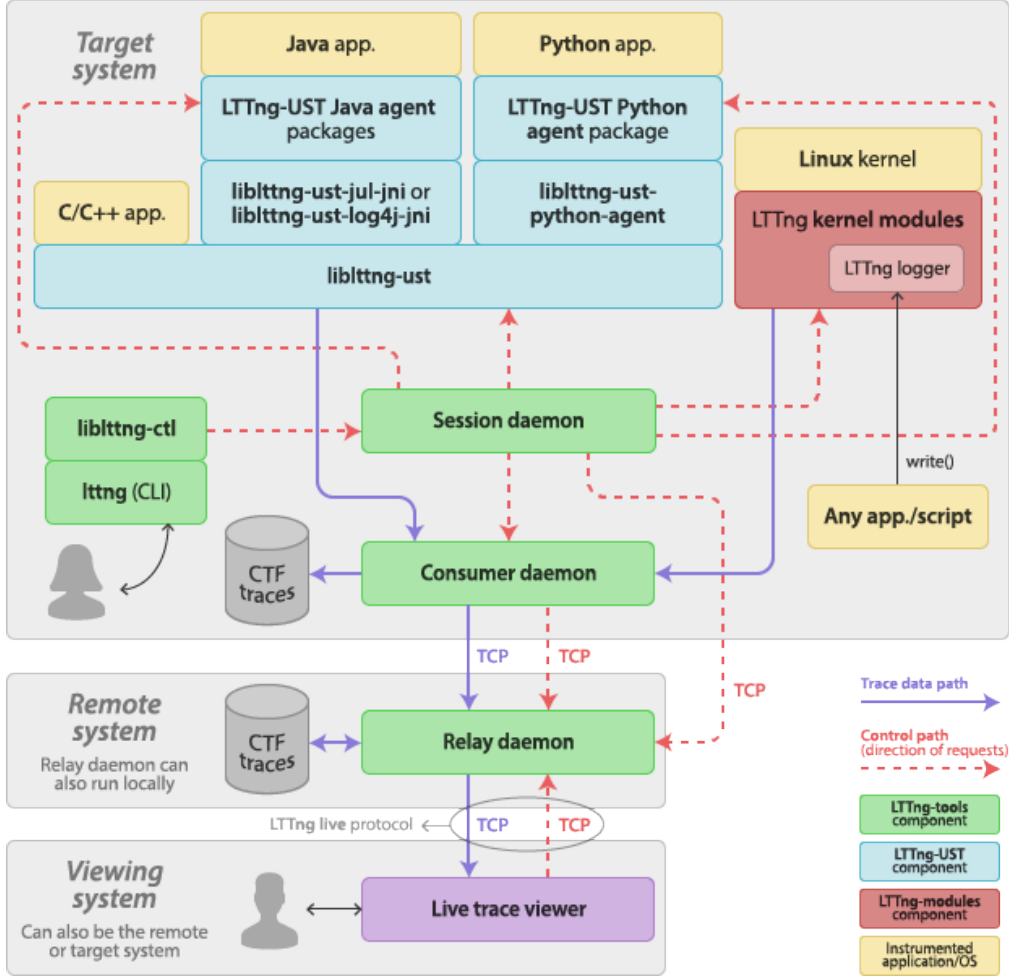 Target
system
Java app.
Python app.
LTTng-UST Java agent
packages
LTTng-UST Python
agent package
Linux kernel
C/C++ app.
liblttng-ust-jul-jni or
liblttng-ust-log4j-jni
liblttng-ust-
python-agent
LTTng kernel modules
LTTng logger
liblttng-ust
Session daemon
liblttng-ctl
lttng (CLI)
write()
Any app./script
CTF
traces
Consumer daemon
TCP
TCP
TCP
Remote
system
Relay daemon can
also run locally
CTF
traces
Relay daemon
LTTng live protocol
TCP
TCP
Viewing
system
Can also be the remote
or target system
Live trace viewer
Trace data path
Control path
(direction of requests)
LTTng-tools
component
LTTng-UST
component
LTTng-modules
component
Instrumented
application/OS